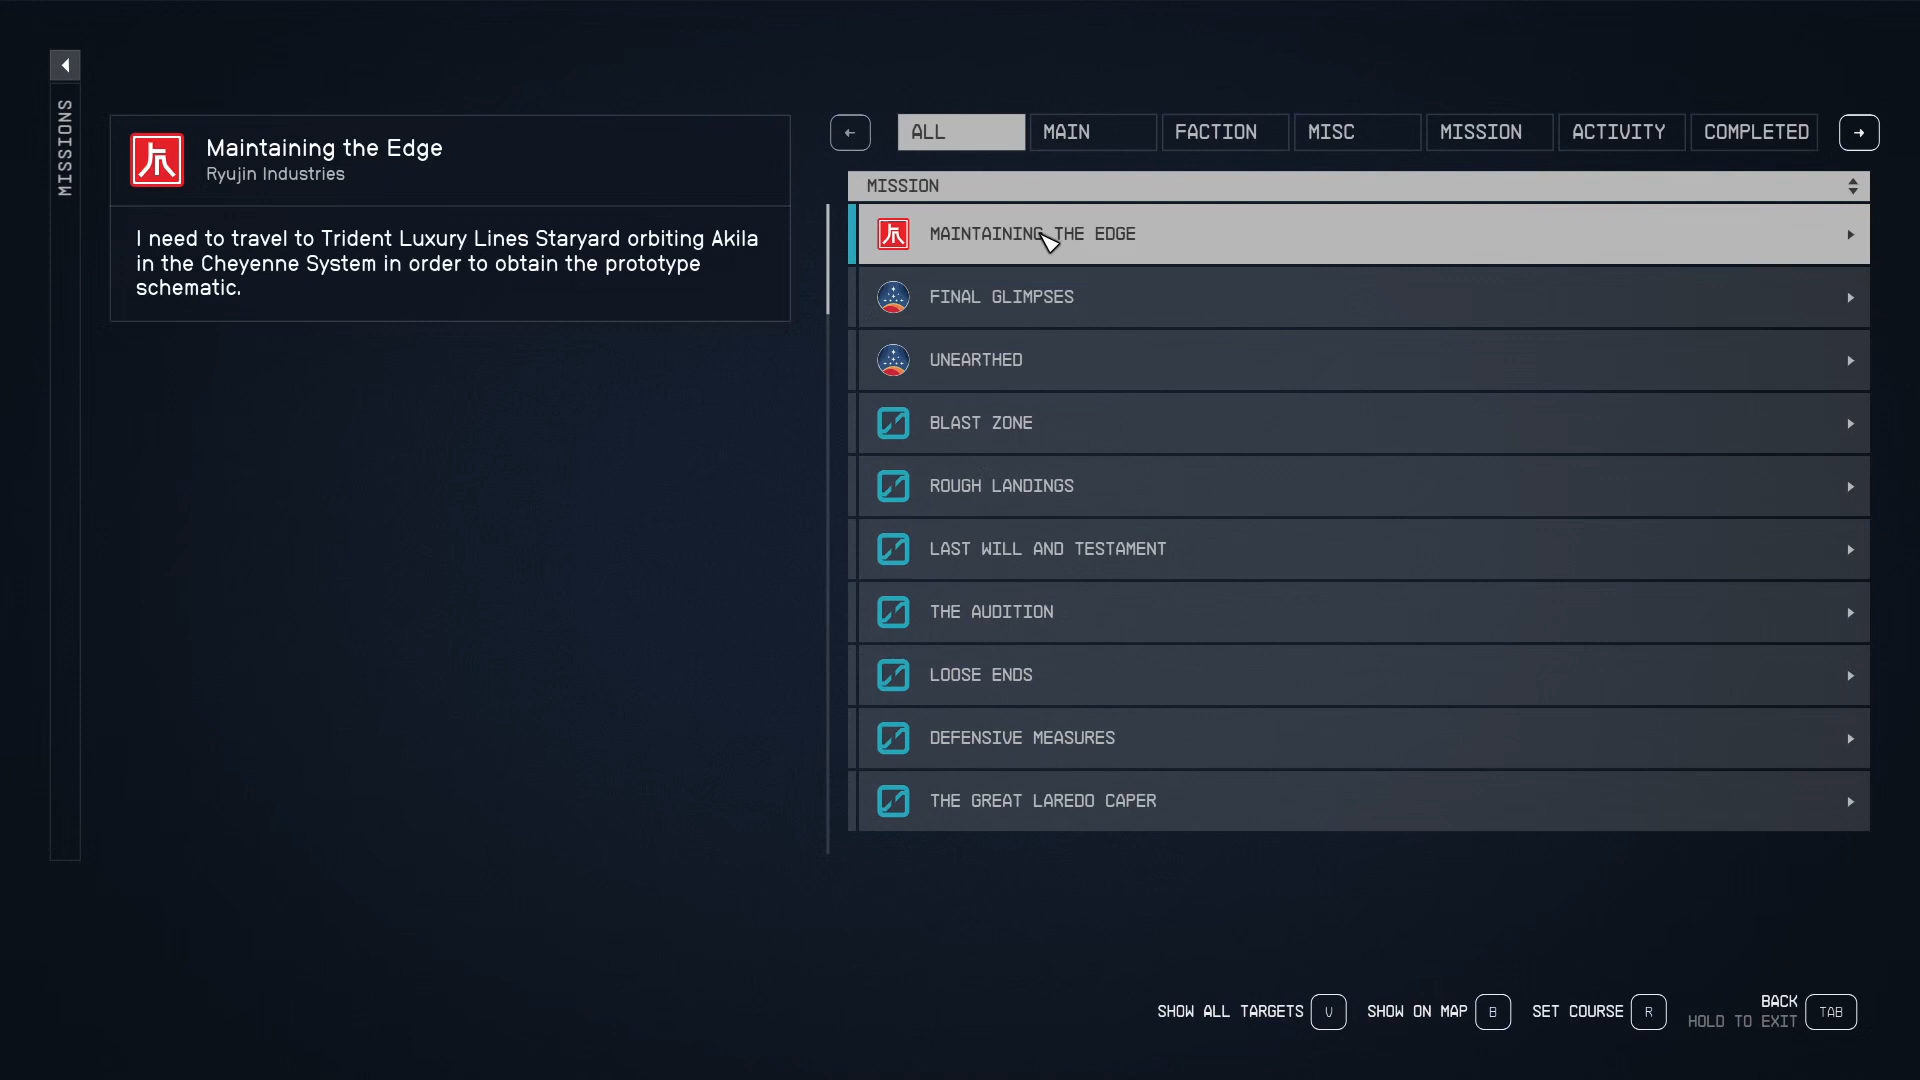 MISSIONS
Maintaining the Edge
Ryujin Industries
I need to travel to Trident Luxury Lines Staryard orbiting Akila
in the Cheyenne System in order to obtain the prototype
schematic.
ALL MAIN FACTION MISC MISSION ACTIVITY COMPLETED
MISSION
MAINTAINING THE EDGE
FINAL GLIMPSES
UNEARTHED
BLAST ZONE
ROUGH LANDINGS
LAST WILL AND TESTAMENT
THE AUDITION
LOOSE ENDS
DEFENSIVE MEASURES
THE GREAT LAREDO CAPER
SHOW ALL TARGETS V SHOW ON MAP B SET COURSE R BACK TAB
HOLD TO EXIT